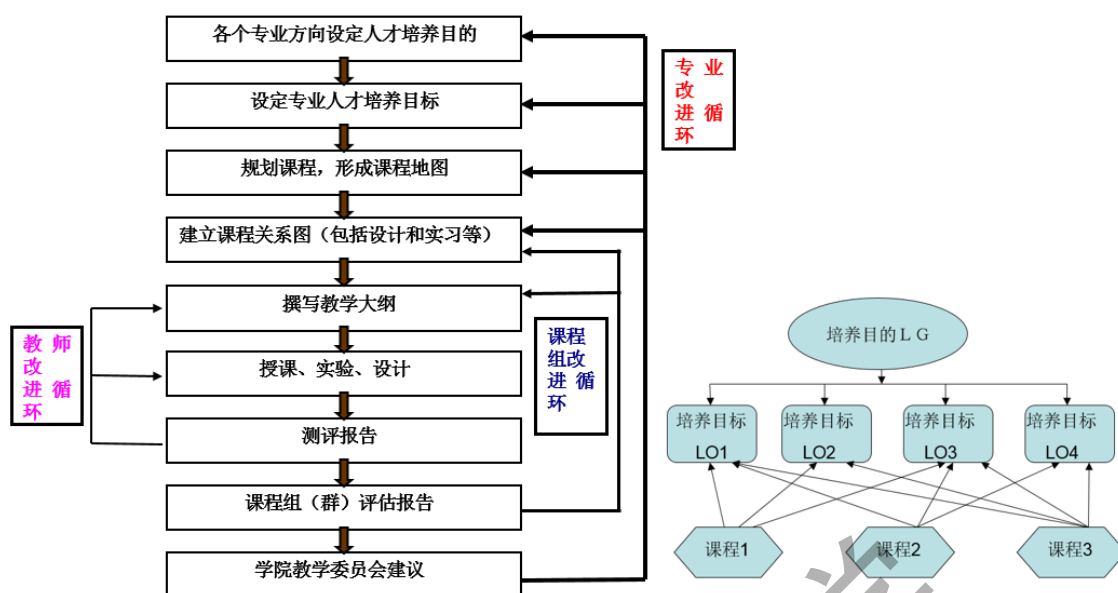 各个专业方向设定人才培养目的
设定专业人才培养目标
规划课程，形成课程地图
建立课程关系图（包括设计和实习等）
撰写教学大纲
授课、实验、设计
测评报告
课程组（群）评估报告
学院教学委员会建议
教 师
改
进 循
环
课程
组改
进 循
环
专 业
改
进 循
环
培养目的L G
培养目标
LO1
培养目标
LO2
培养目标
LO3
培养目标
LO4
课程1
课程2
课程3